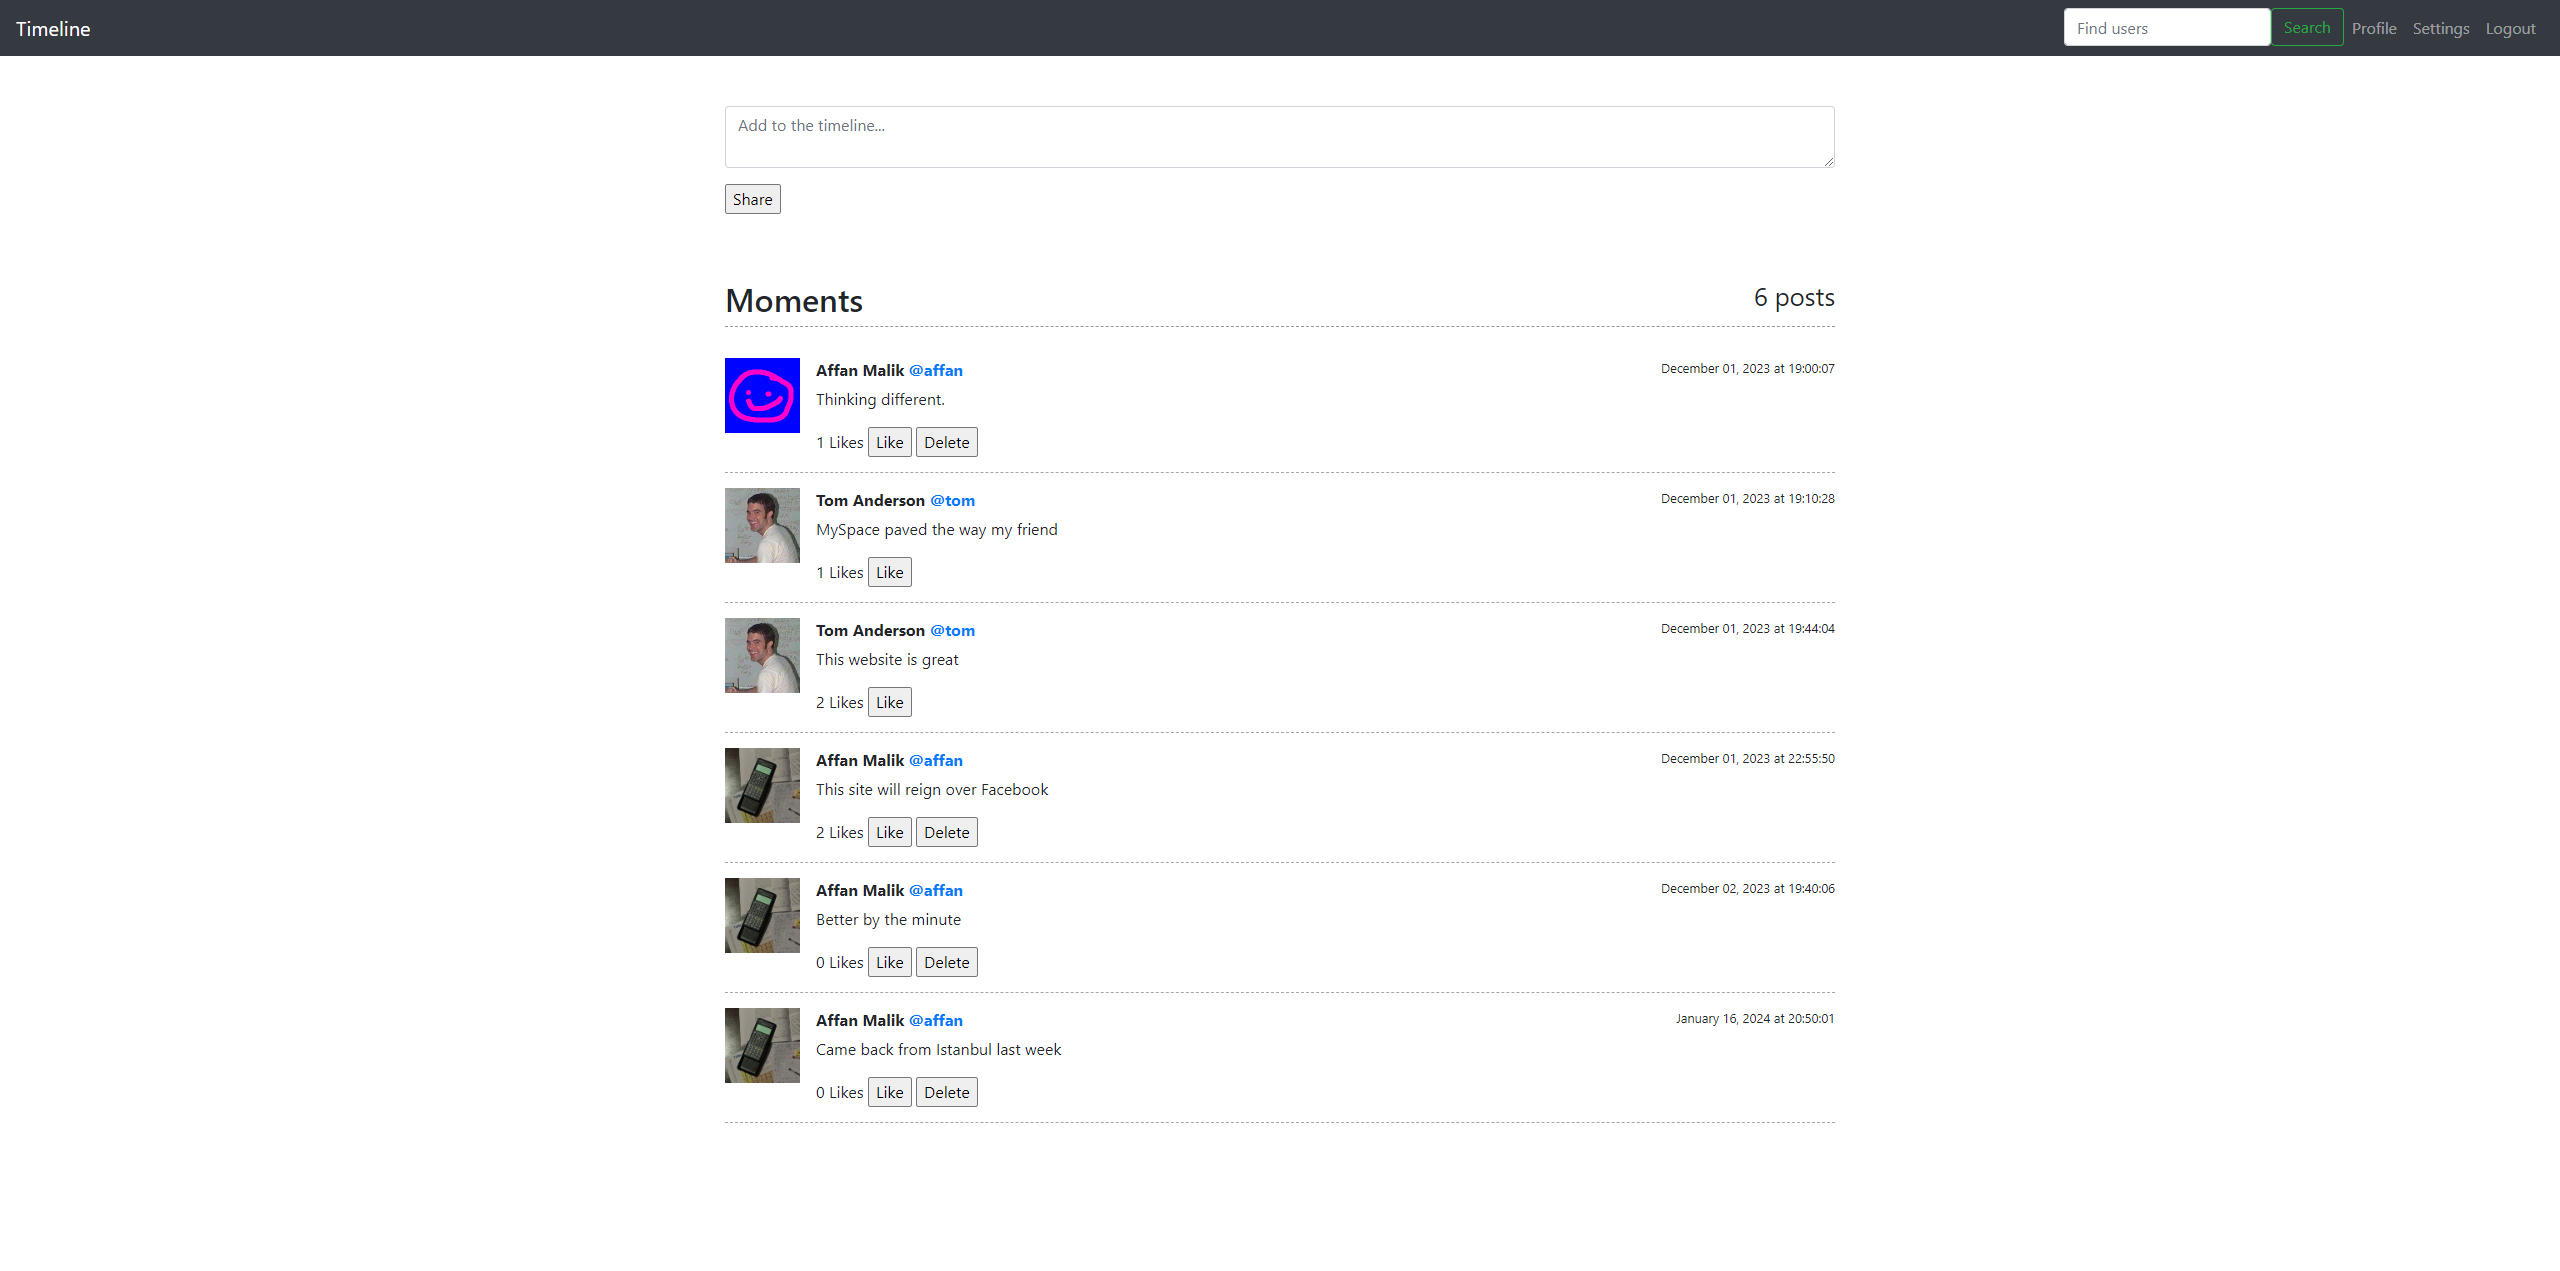 Timeline
Find users Search Profile Settings Logout
Add to the timeline...
Share
Moments 6 posts
Affan Malik @affan December 01, 2023 at 19:00:07
Thinking different.
1 Likes Like Delete
Tom Anderson @tom December 01, 2023 at 19:10:28
MySpace paved the way my friend
1 Likes Like
Tom Anderson @tom December 01, 2023 at 19:44:04
This website is great
2 Likes Like
Affan Malik @affan December 01, 2023 at 22:55:50
This site will reign over Facebook
2 Likes Like Delete
Affan Malik @affan December 02, 2023 at 19:40:06
Better by the minute
0 Likes Like Delete
Affan Malik @affan January 16, 2024 at 20:50:01
Came back from Istanbul last week
0 Likes Like Delete